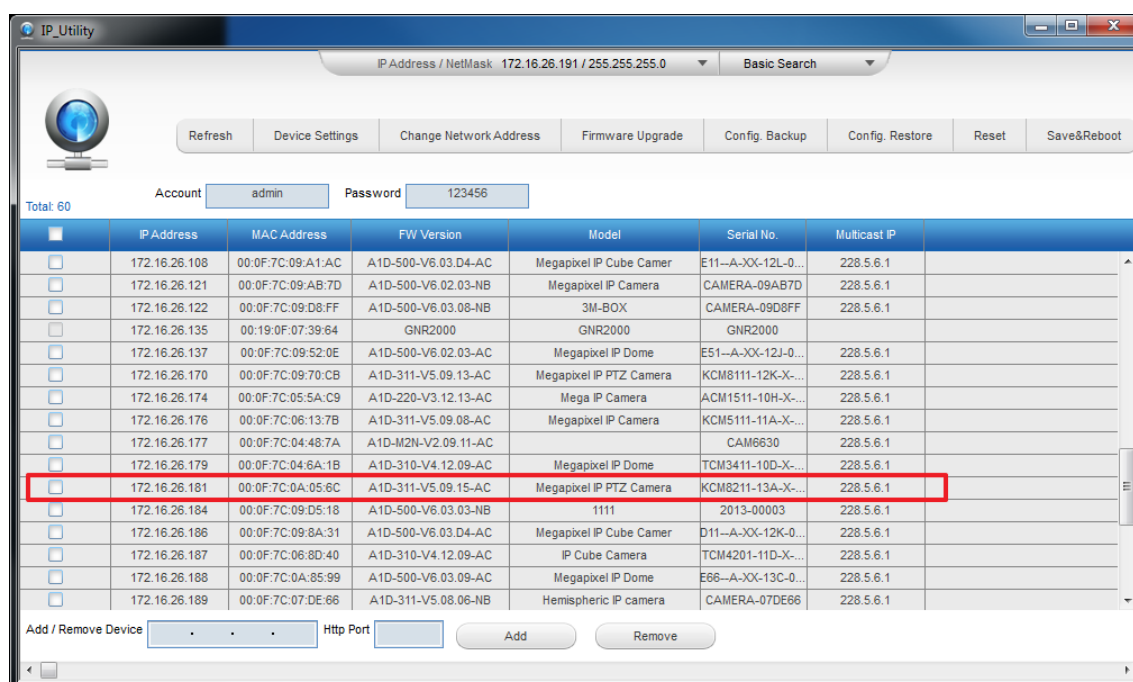 IP_Utility
IP Address / NetMask 172.16.26.191 / 255.255.255.0 Basic Search
Refresh Device Settings Change Network Address Firmware Upgrade Config. Backup Config. Restore Reset Save&Reboot
Account admin Password 123456
Total: 60
IP Address MAC Address FW Version Model Serial No. Multicast IP
172.16.26.108 00:0F:7C:09:A1:AC A1D-500-V6.03.D4-AC Megapixel IP Cube Camer E11--A-XX-12L-0... 228.5.6.1
172.16.26.121 00:0F:7C:09:AB:7D A1D-500-V6.02.03-NB Megapixel IP Camera CAMERA-09AB7D 228.5.6.1
172.16.26.122 00:0F:7C:09:D8:FF A1D-500-V6.03.08-NB 3M-BOX CAMERA-09D8FF 228.5.6.1
172.16.26.135 00:19:0F:07:39:64 GNR2000 GNR2000 GNR2000
172.16.26.137 00:0F:7C:09:52:0E A1D-500-V6.02.03-AC Megapixel IP Dome E51--A-XX-12J-0... 228.5.6.1
172.16.26.170 00:0F:7C:09:70:CB A1D-311-V5.09.13-AC Megapixel IP PTZ Camera KCM8111-12K-X-... 228.5.6.1
172.16.26.174 00:0F:7C:05:5A:C9 A1D-220-V3.12.13-AC Mega IP Camera ACM1511-10H-X-... 228.5.6.1
172.16.26.176 00:0F:7C:06:13:7B A1D-311-V5.09.08-AC Megapixel IP Camera KCM5111-11A-X-... 228.5.6.1
172.16.26.177 00:0F:7C:04:48:7A A1D-M2N-V2.09.11-AC CAM6630 228.5.6.1
172.16.26.179 00:0F:7C:04:6A:1B A1D-310-V4.12.09-AC Megapixel IP Dome TCM3411-10D-X-... 228.5.6.1
172.16.26.181 00:0F:7C:0A:05:6C A1D-311-V5.09.15-AC Megapixel IP PTZ Camera KCM8211-13A-X-... 228.5.6.1
172.16.26.184 00:0F:7C:09:D5:18 A1D-500-V6.03.03-NB 1111 2013-00003 228.5.6.1
172.16.26.186 00:0F:7C:09:8A:31 A1D-500-V6.03.D4-AC Megapixel IP Cube Camer D11--A-XX-12K-0... 228.5.6.1
172.16.26.187 00:0F:7C:06:8D:40 A1D-310-V4.12.09-AC IP Cube Camera TCM4201-11D-X-... 228.5.6.1
172.16.26.188 00:0F:7C:0A:85:99 A1D-500-V6.03.09-AC Megapixel IP Dome E66--A-XX-13C-0... 228.5.6.1
172.16.26.189 00:0F:7C:07:DE:66 A1D-311-V5.08.06-NB Hemispheric IP camera CAMERA-07DE66 228.5.6.1
Add / Remove Device . . . Http Port Add Remove